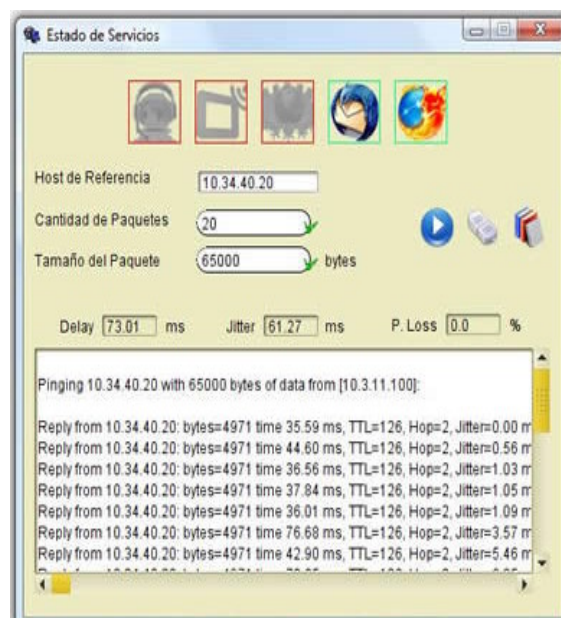 Estado de Servicios
Host de Referencia 10.34.40.20
Cantidad de Paquetes 20
Tamaño del Paquete 65000 bytes
Delay 73.01 ms Jitter 61.27 ms P. Loss 0.0 %
Pinging 10.34.40.20 with 65000 bytes of data from [10.3.11.100]:
Reply from 10.34.40.20: bytes=4971 time 35.59 ms, TTL=126, Hop=2, Jitter=0.00 m
Reply from 10.34.40.20: bytes=4971 time 44.60 ms, TTL=126, Hop=2, Jitter=0.56 m
Reply from 10.34.40.20: bytes=4971 time 36.56 ms, TTL=126, Hop=2, Jitter=1.03 m
Reply from 10.34.40.20: bytes=4971 time 37.84 ms, TTL=126, Hop=2, Jitter=1.05 m
Reply from 10.34.40.20: bytes=4971 time 36.01 ms, TTL=126, Hop=2, Jitter=1.09 m
Reply from 10.34.40.20: bytes=4971 time 76.68 ms, TTL=126, Hop=2, Jitter=3.57 m
Reply from 10.34.40.20: bytes=4971 time 42.90 ms, TTL=126, Hop=2, Jitter=5.46 m